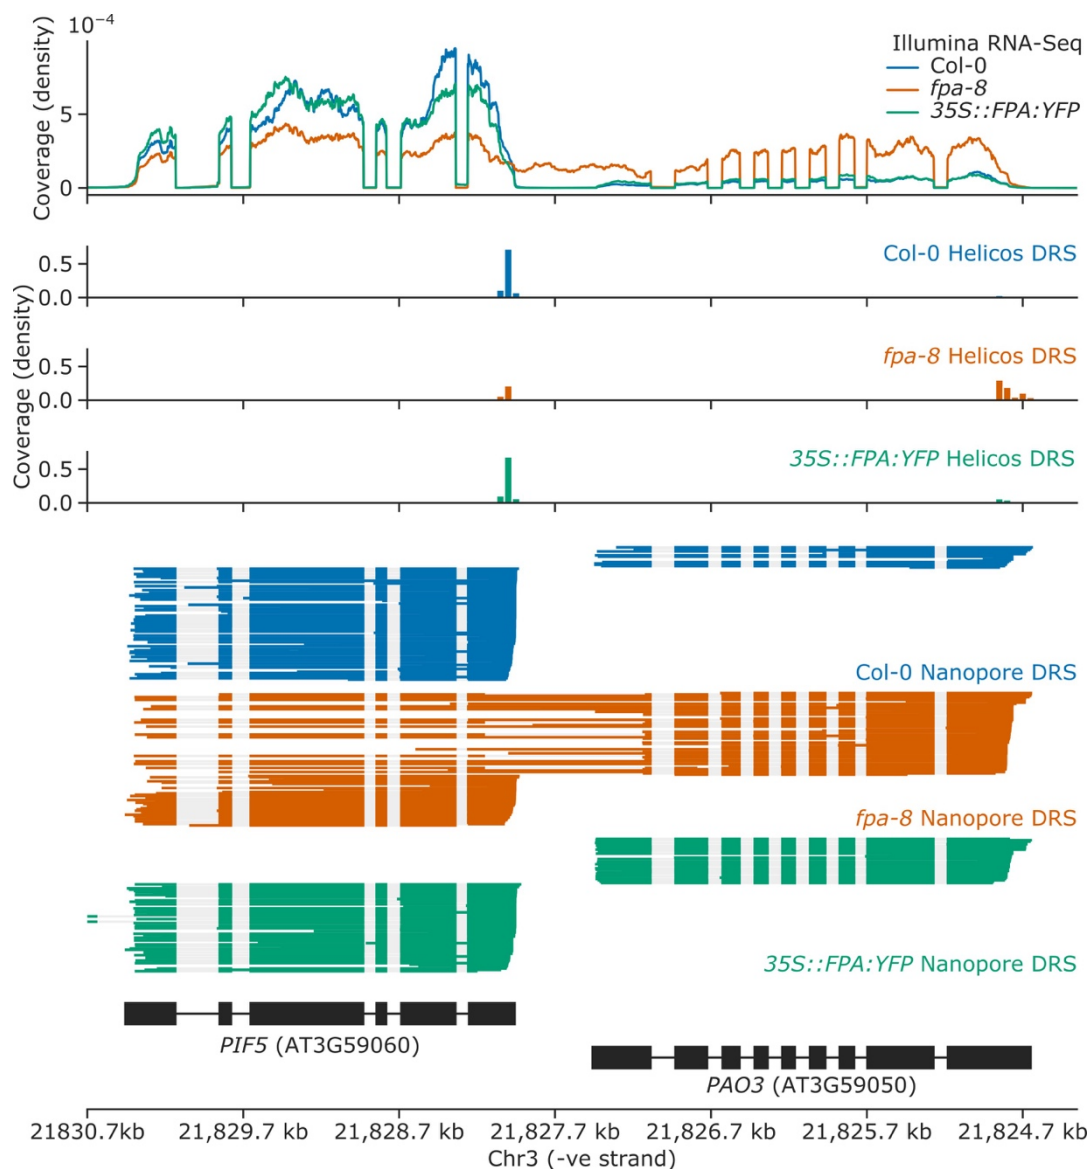 10⁻⁴
Coverage (density)
5
0
Illumina RNA-Seq
Col-0
fpa-8
35S::FPA:YFP
Coverage (density)
0.5
0.0
Col-0 Helicos DRS
0.5
0.0
fpa-8 Helicos DRS
0.5
0.0
35S::FPA:YFP Helicos DRS
Col-0 Nanopore DRS
fpa-8 Nanopore DRS
35S::FPA:YFP Nanopore DRS
PIF5 (AT3G59060)
PAO3 (AT3G59050)
21830.7kb 21,829.7 kb 21,828.7 kb 21,827.7 kb 21,826.7 kb 21,825.7 kb 21,824.7 kb
Chr3 (-ve strand)